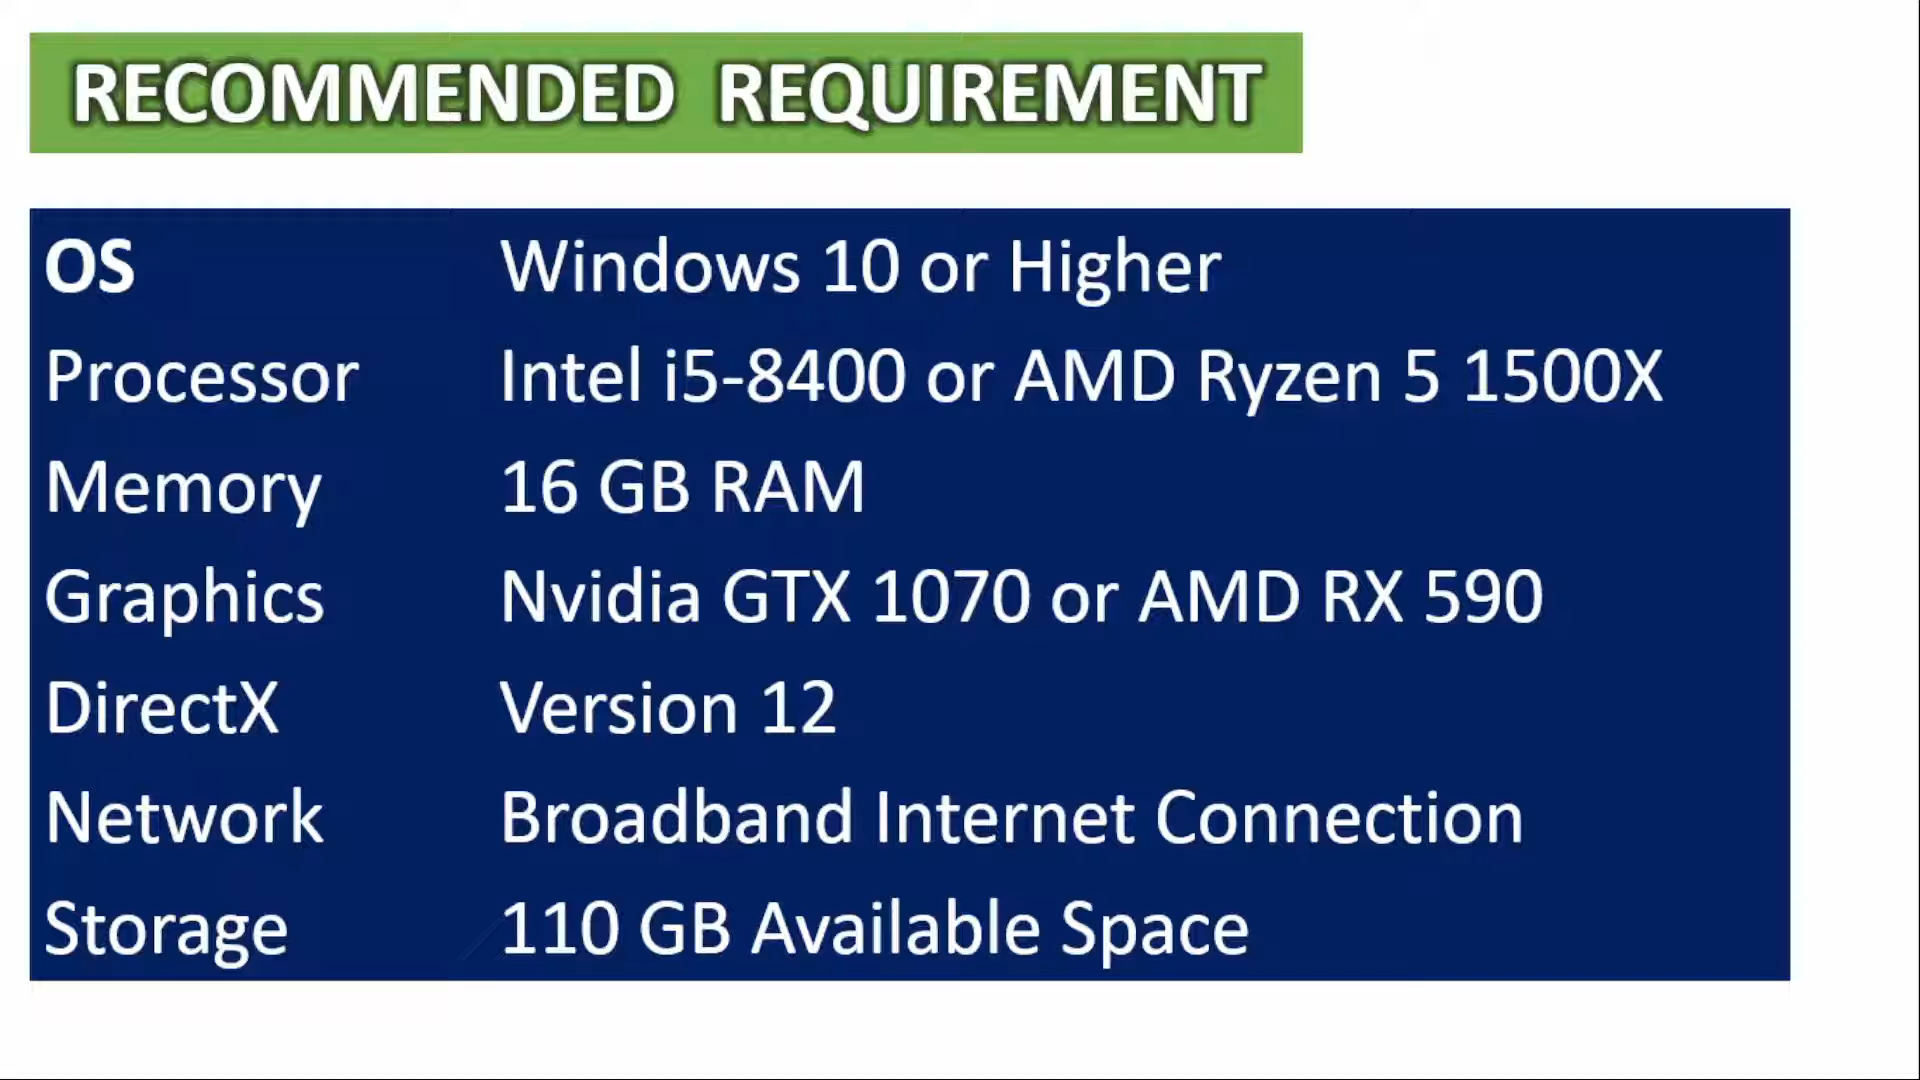 RECOMMENDED REQUIREMENT
OS Windows 10 or Higher
Processor Intel i5-8400 or AMD Ryzen 5 1500X
Memory 16 GB RAM
Graphics Nvidia GTX 1070 or AMD RX 590
DirectX Version 12
Network Broadband Internet Connection
Storage 110 GB Available Space